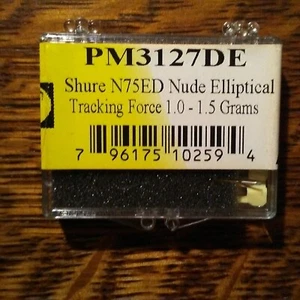 PM3127DE
Shure N75ED Nude Elliptical
Tracking Force 1.0 - 1.5 Grams
7 96175 10259 4